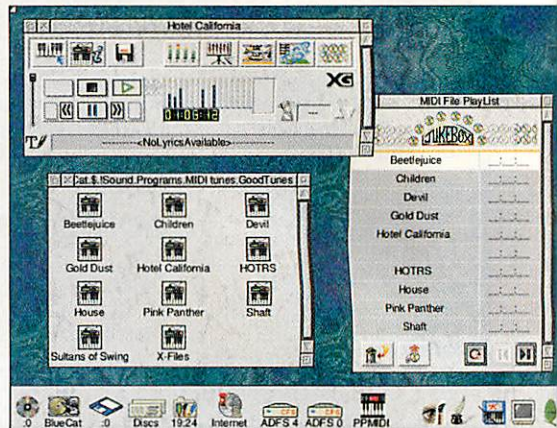 Hotel California
XG
01:06:12
<NoLyricsAvailable>
MIDI File PlayList
JUKEBOX
Beetlejuice
Children
Devil
Gold Dust
Hotel California
HOTRS
House
Pink Panther
Shaft
Cat.$.!Sound.Programs.MIDI tunes.GoodTunes
Beetlejuice
Children
Devil
Gold Dust
Hotel California
HOTRS
House
Pink Panther
Shaft
Sultans of Swing
X-Files
:0
BlueCat
:0
Discs
19:24
Internet
ADFS 4
ADFS 0
PPMIDI